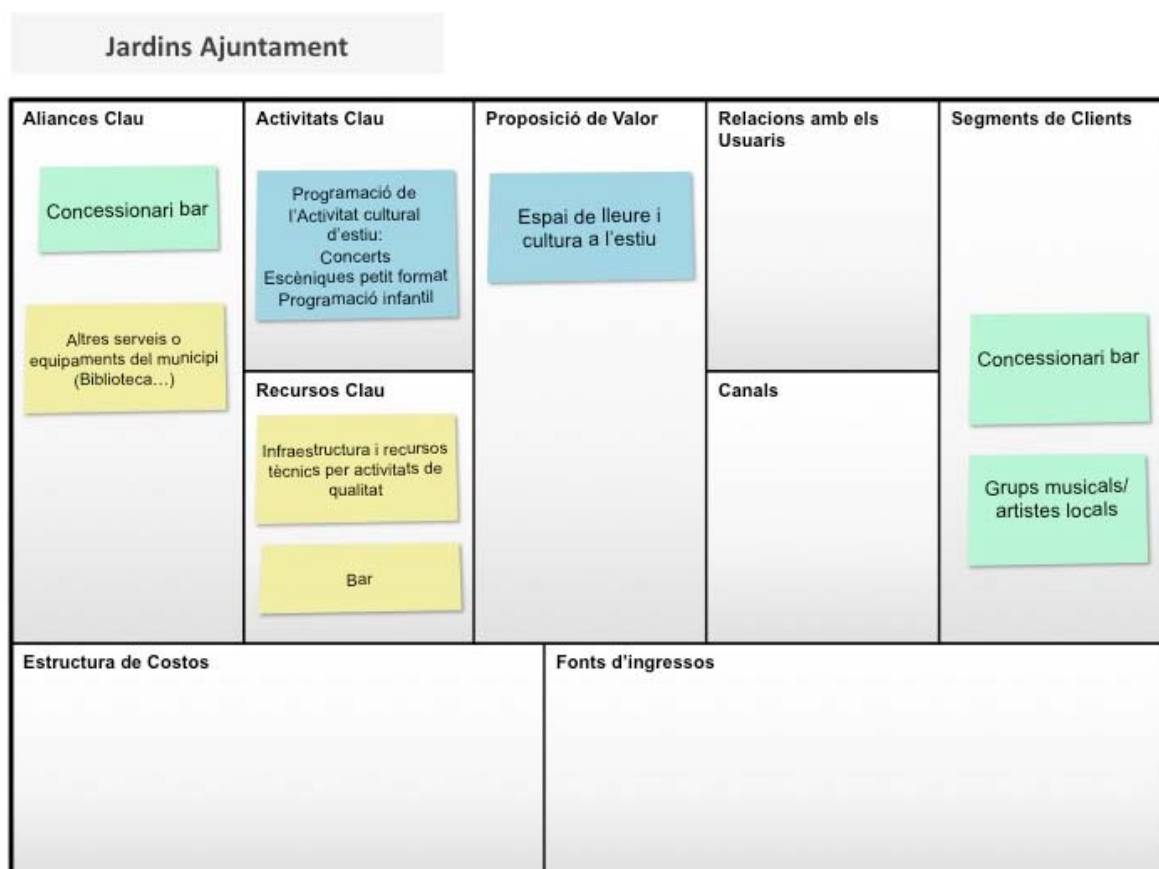 Jardins Ajuntament
Aliances Clau
Concessionari bar
Altres serveis o
equipaments del municipi
(Biblioteca...)
Activitats Clau
Programació de
l'Activitat cultural
d'estiu:
Concerts
Escèniques petit format
Programació infantil
Recursos Clau
Infraestructura i recursos
tècnics per activitats de
qualitat
Bar
Proposició de Valor
Espai de lleure i
cultura a l'estiu
Relacions amb els
Usuaris
Canals
Segments de Clients
Concessionari bar
Grups musicals/
artistes locals
Estructura de Costos
Fonts d'ingressos